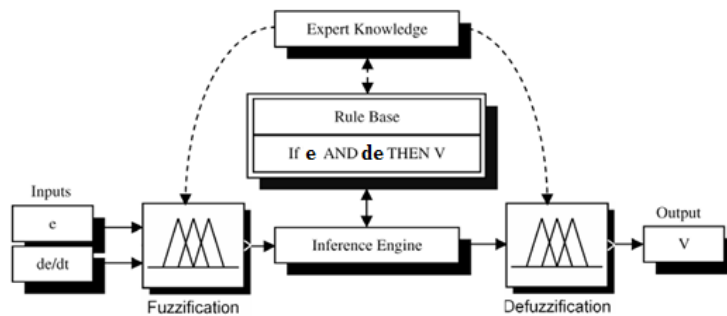 Expert Knowledge
Rule Base
If e AND de THEN V
Inputs
e
de/dt
Fuzzification
Inference Engine
Defuzzification
Output
V